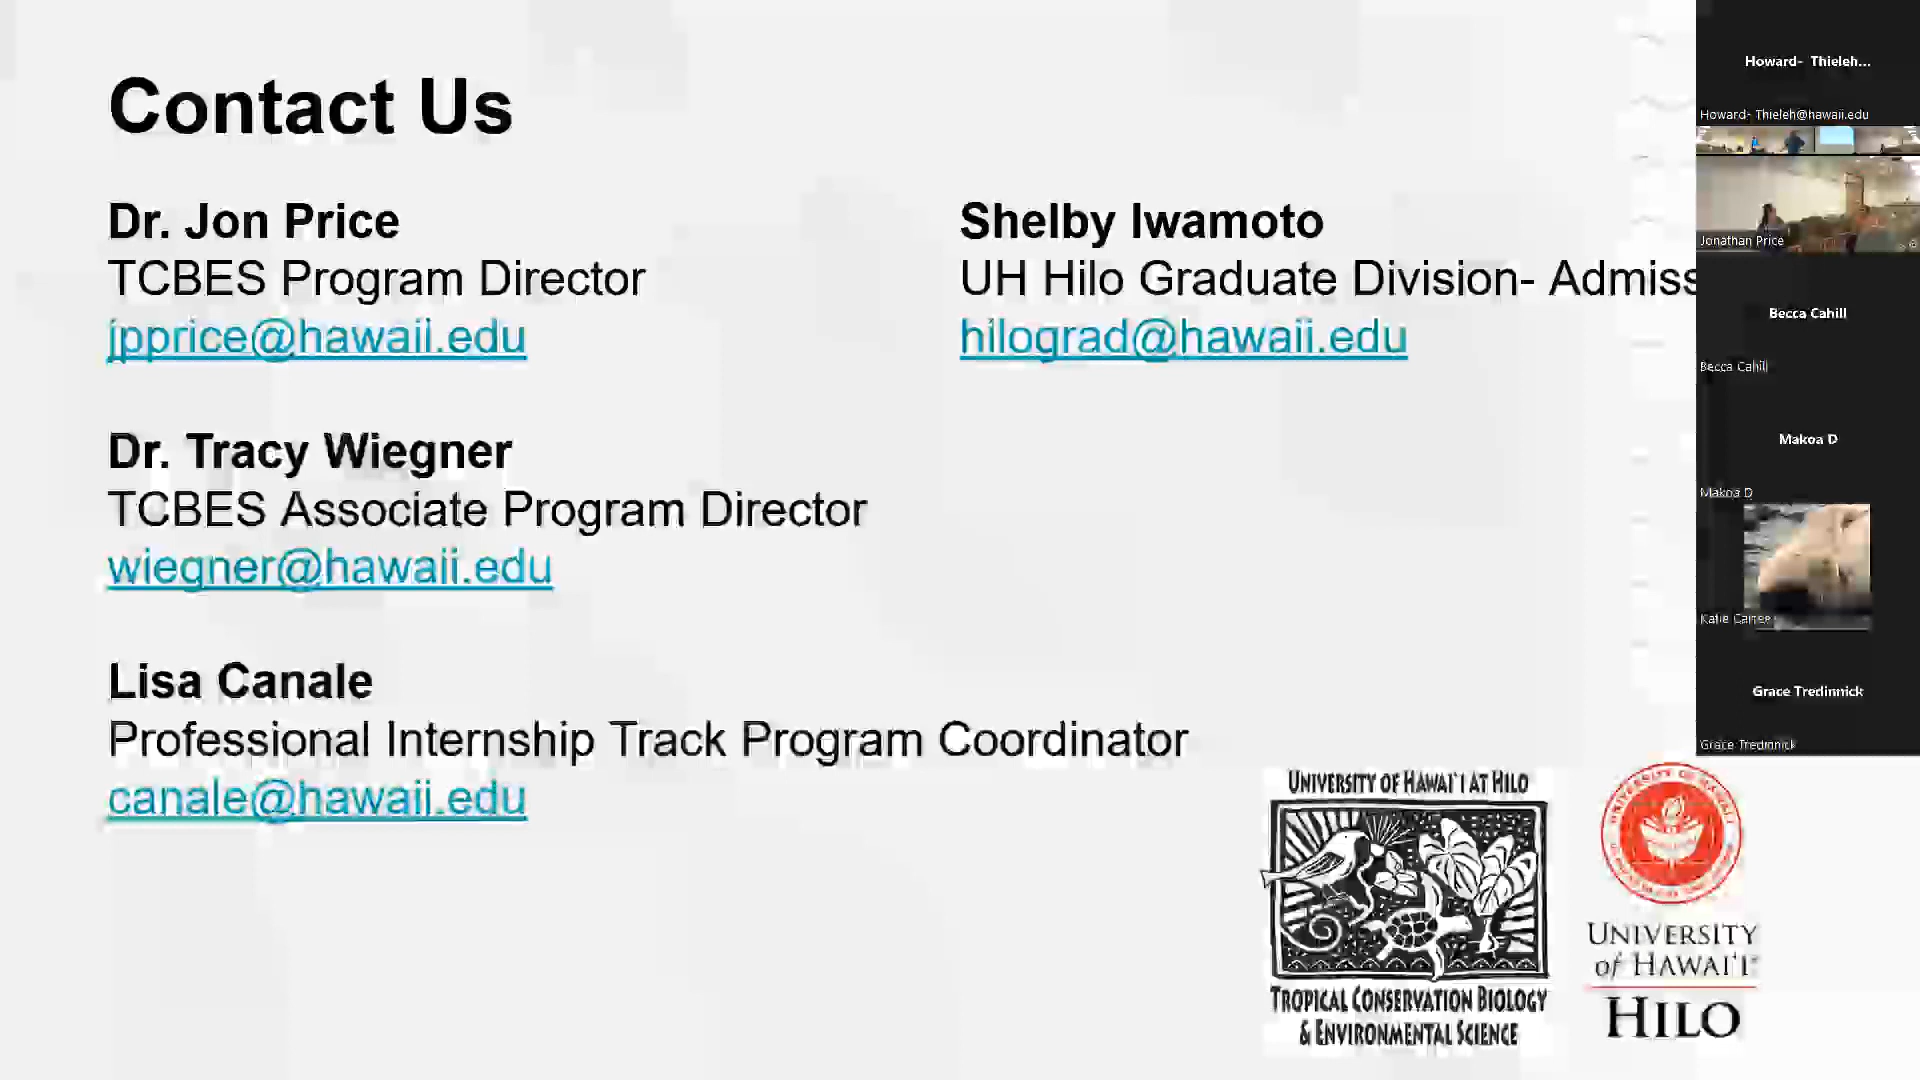 Contact Us
Dr. Jon Price
TCBES Program Director
jpprice@hawaii.edu
Dr. Tracy Wiegner
TCBES Associate Program Director
wiegner@hawaii.edu
Lisa Canale
Professional Internship Track Program Coordinator
canale@hawaii.edu
Shelby Iwamoto
UH Hilo Graduate Division- Admiss
hilograd@hawaii.edu
UNIVERSITY OF HAWAI`I AT HILO
TROPICAL CONSERVATION BIOLOGY
& ENVIRONMENTAL SCIENCE
UNIVERSITY
of HAWAI'I
HILO
Howard- Thieleh...
Howard- Thieleh@hawaii.edu
Jonathan Price
Becca Cahill
Becca Cahill
Makoa D
Makoa D
Katie
Grace Tredinnick
Grace Tredinnick